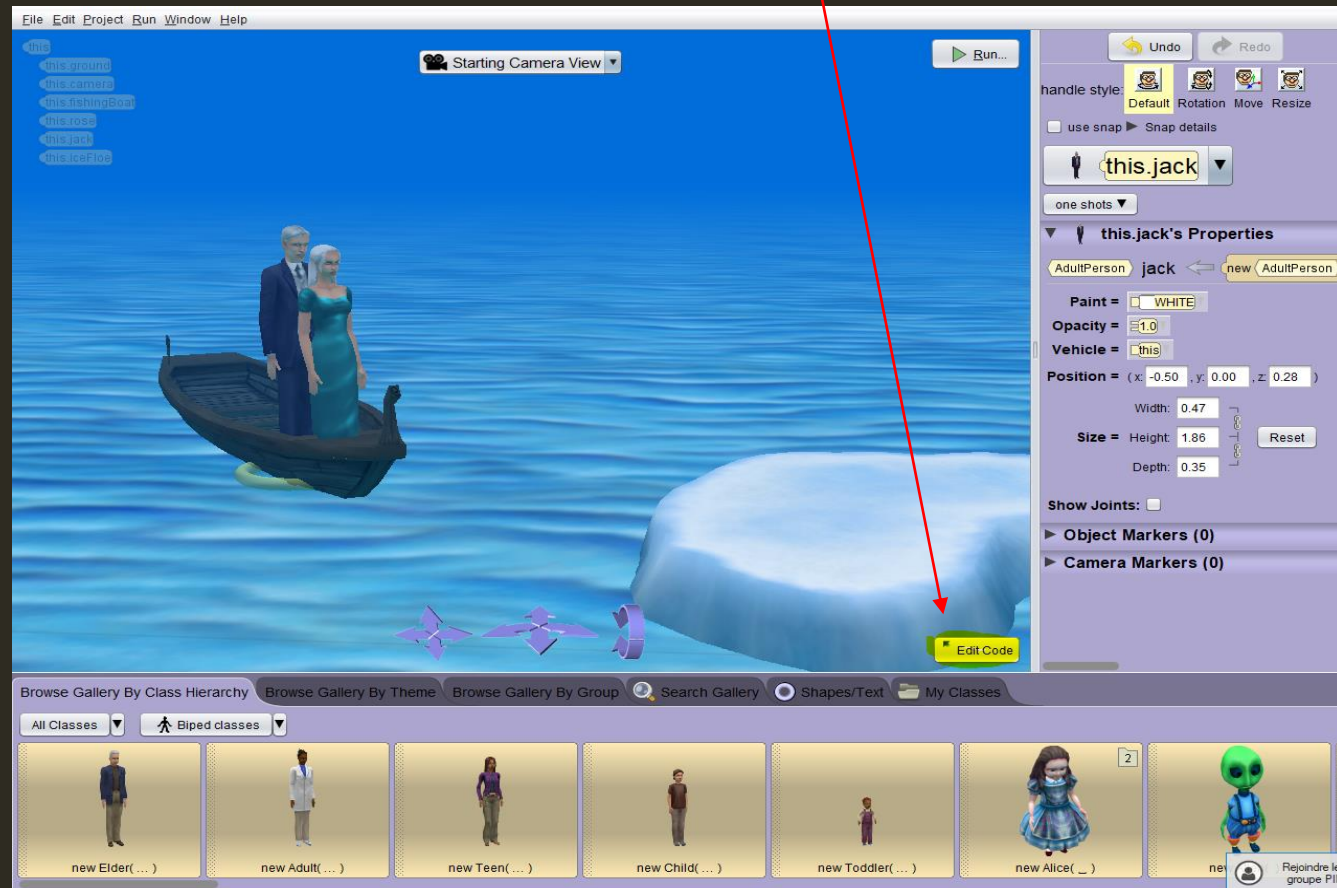 File Edit Project Run Window Help
this
this.ground
this.camera
this.fishingBoat
this.rose
this.jack
this.iceFloe
Starting Camera View
Run...
Undo Redo
handle style:
Default Rotation Move Resize
use snap Snap details
this.jack
one shots
this.jack's Properties
AdultPerson jack new AdultPerson
Paint = WHITE
Opacity = 1.0
Vehicle = this
Position = (x: -0.50 , y: 0.00 , z: 0.28 )
Width: 0.47
Size = Height: 1.86 Reset
Depth: 0.35
Show Joints:
Object Markers (0)
Camera Markers (0)
Edit Code
Browse Gallery By Class Hierarchy Browse Gallery By Theme Browse Gallery By Group Search Gallery Shapes/Text My Classes
All Classes Biped classes
2
new Elder( ... ) new Adult( ... ) new Teen( ... ) new Child( ... ) new Toddler( ... ) new Alice( _ )
Rejoindre le
groupe